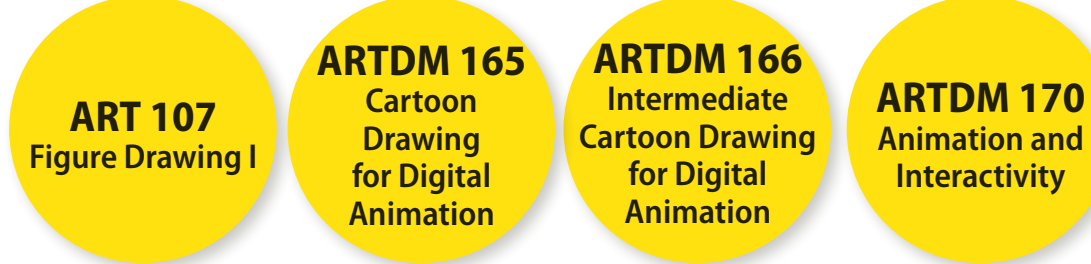 ART 107
Figure Drawing I
ARTDM 165
Cartoon
Drawing
for Digital
Animation
ARTDM 166
Intermediate
Cartoon Drawing
for Digital
Animation
ARTDM 170
Animation and
Interactivity